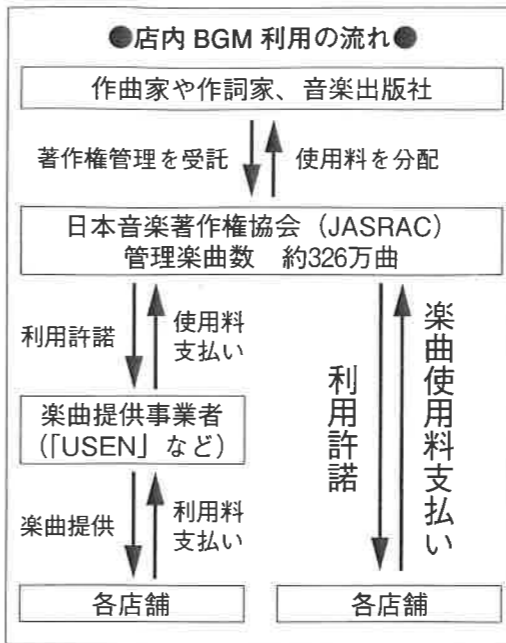 ●店内 BGM 利用の流れ●
作曲家や作詞家、音楽出版社
著作権管理を受託
使用料を分配
日本音楽著作権協会（JASRAC）
管理楽曲数　約326万曲
利用許諾
使用料
支払い
楽曲提供事業者
（「USEN」など）
楽曲提供
利用料
支払い
各店舗
利用許諾
楽曲使用料支払い
各店舗